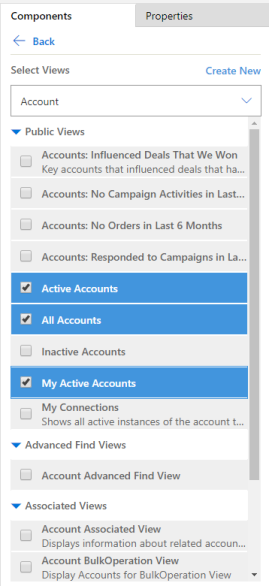 Components Properties
Back
Select Views Create New
Account
Public Views
Accounts: Influenced Deals That We Won
Key accounts that influenced deals that ha...
Accounts: No Campaign Activities in Last...
Accounts: No Orders in Last 6 Months
Accounts: Responded to Campaigns in La...
Active Accounts
All Accounts
Inactive Accounts
My Active Accounts
My Connections
Shows all active instances of the account t...
Advanced Find Views
Account Advanced Find View
Associated Views
Account Associated View
Displays information about related accoun...
Account BulkOperation View
Display Accounts for BulkOperation View